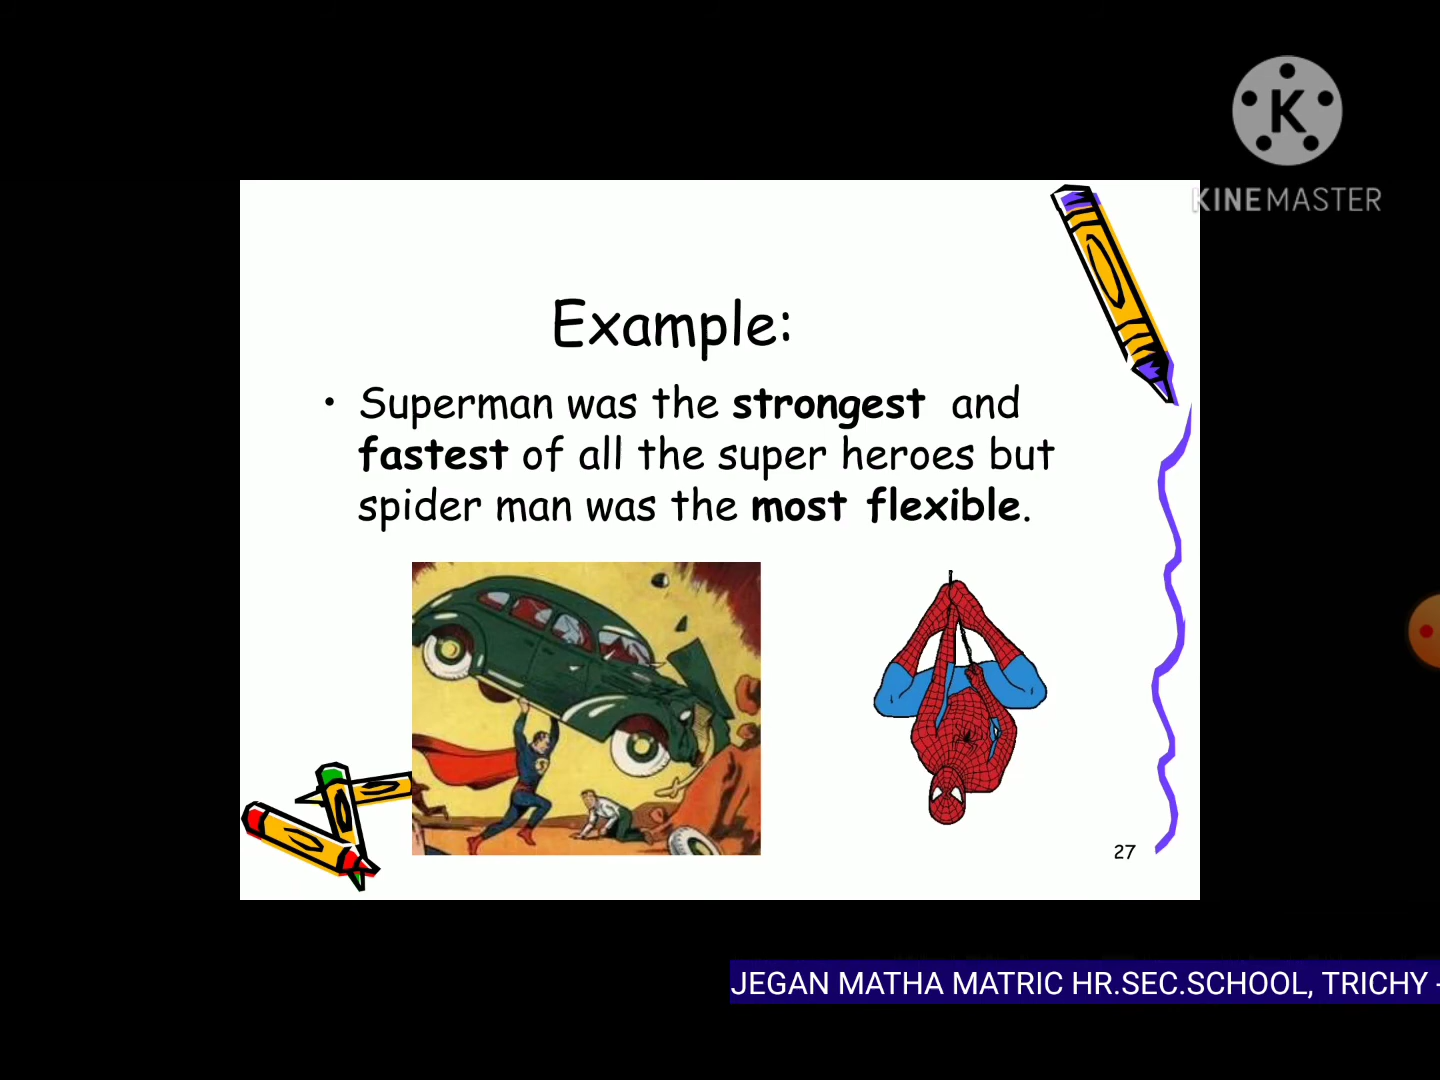 K
KINEMASTER
Example:
• Superman was the strongest and
fastest of all the super heroes but
spider man was the most flexible.
27
JEGAN MATHA MATRIC HR.SEC.SCHOOL, TRICHY -